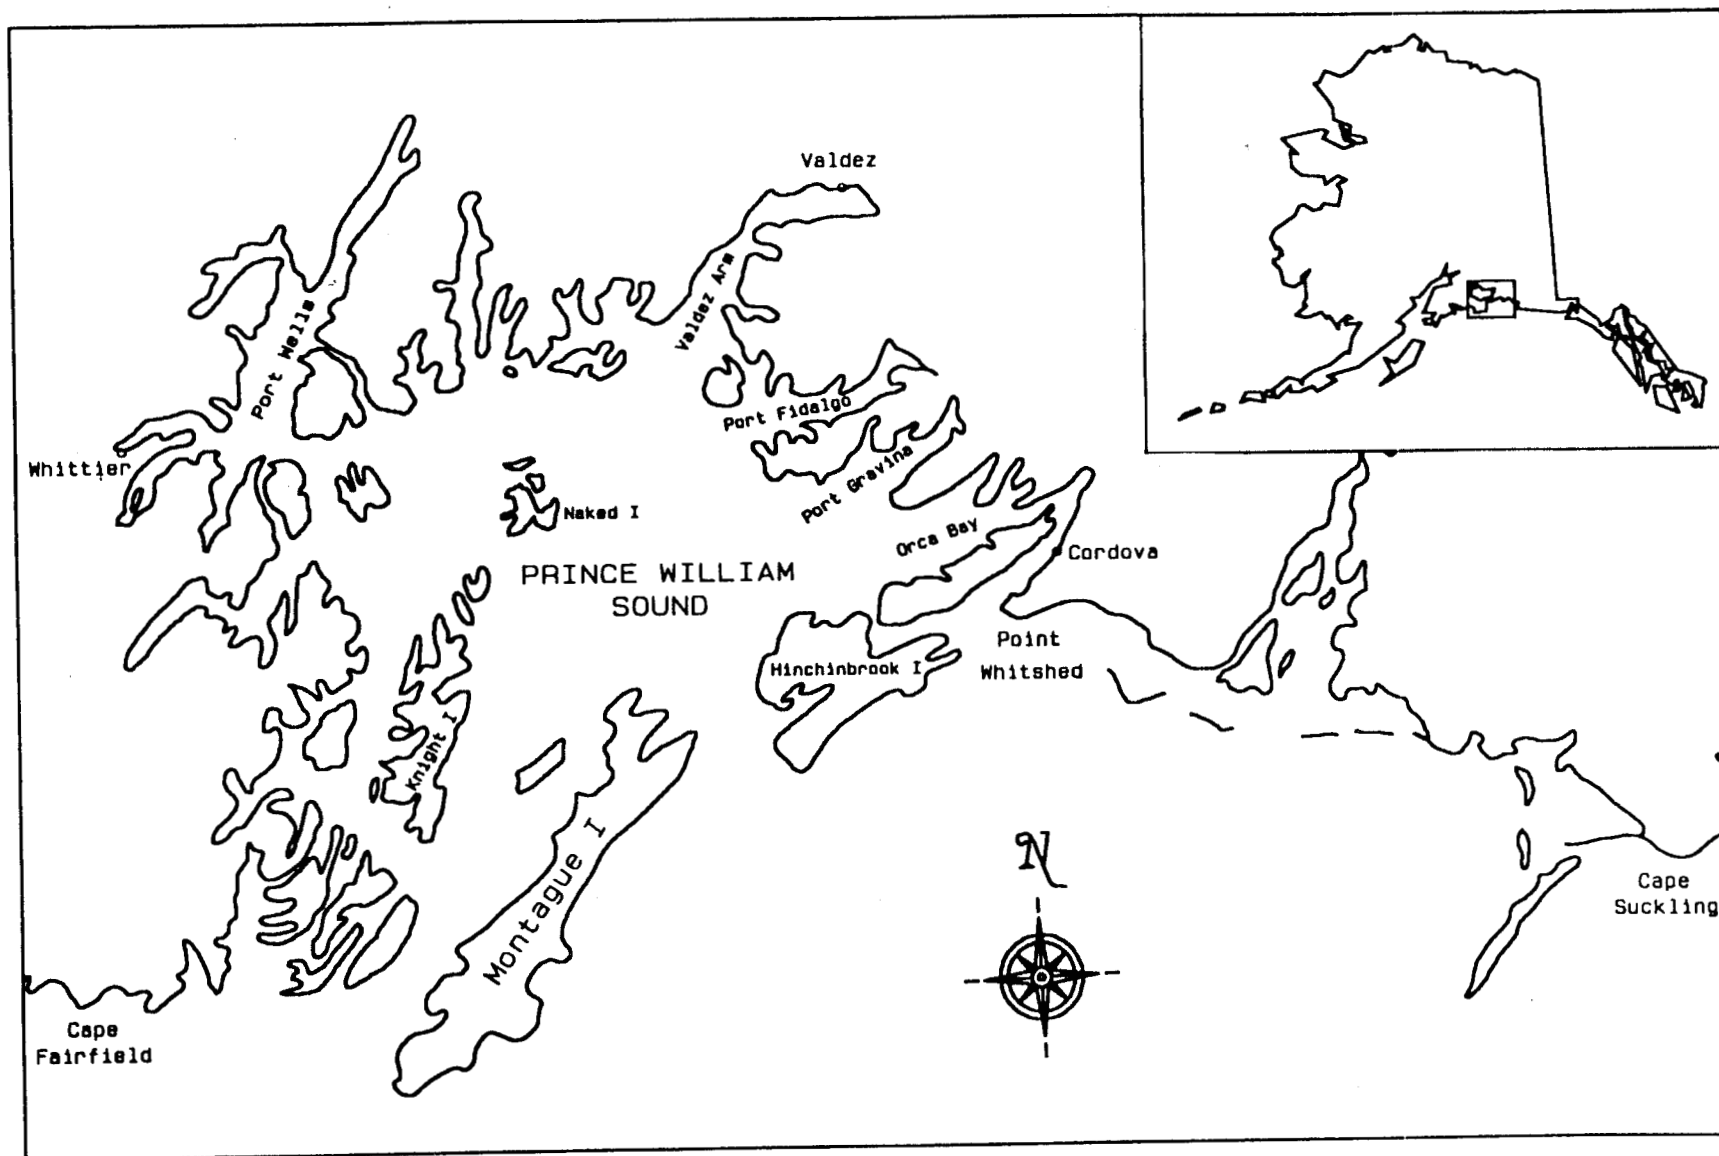 Valdez
Port Wells
Valdez Arm
Port Fidalgo
Whittier
Port Gravina
Naked I
Orca Bay
Cordova
PRINCE WILLIAM
SOUND
Point
Whitshed
Hinchinbrook I
Knight I
Montague I
N
Cape
Suckling
Cape
Fairfield